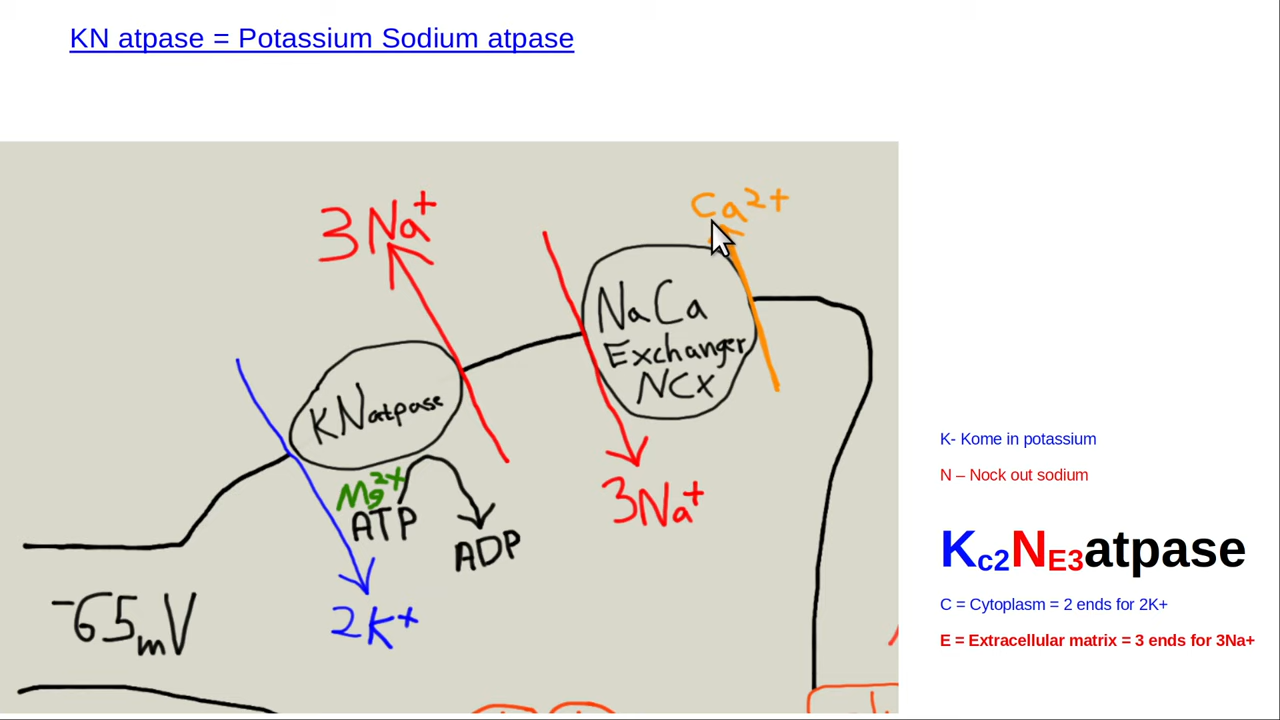 KN atpase = Potassium Sodium atpase
3Na+
Ca2+
NaCa
Exchanger
NCX
KNatpase
Mg2+
ATP
ADP
3Na+
2K+
-65mV
K- Kome in potassium
N – Nock out sodium
Kc2NE3atpase
C = Cytoplasm = 2 ends for 2K+
E = Extracellular matrix = 3 ends for 3Na+